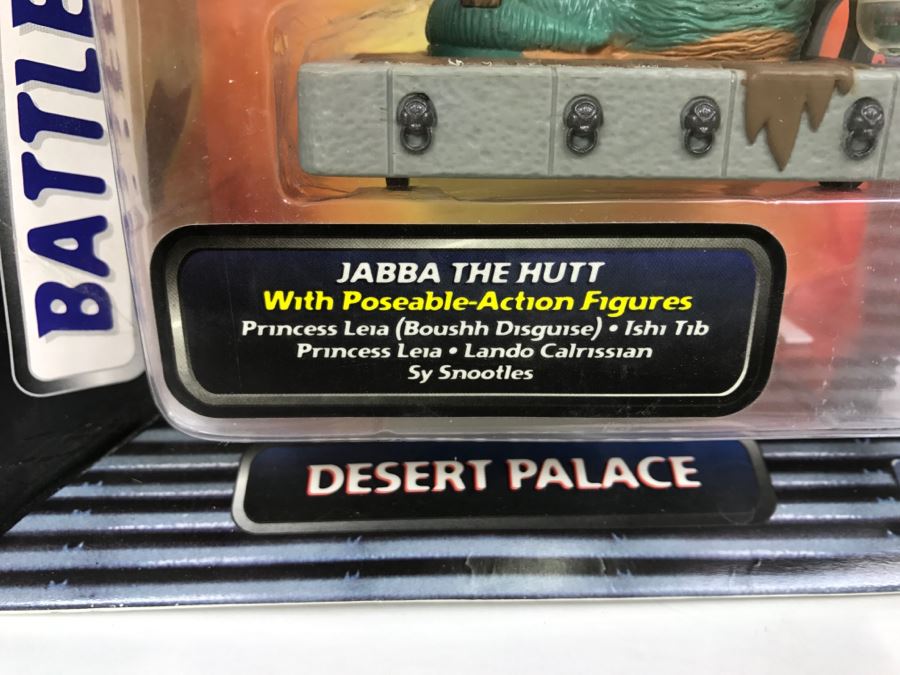 BATTLE
JABBA THE HUTT
With Poseable-Action Figures
Princess Leia (Boushh Disguise) • Ishi Tib
Princess Leia • Lando Calrissian
Sy Snootles
DESERT PALACE